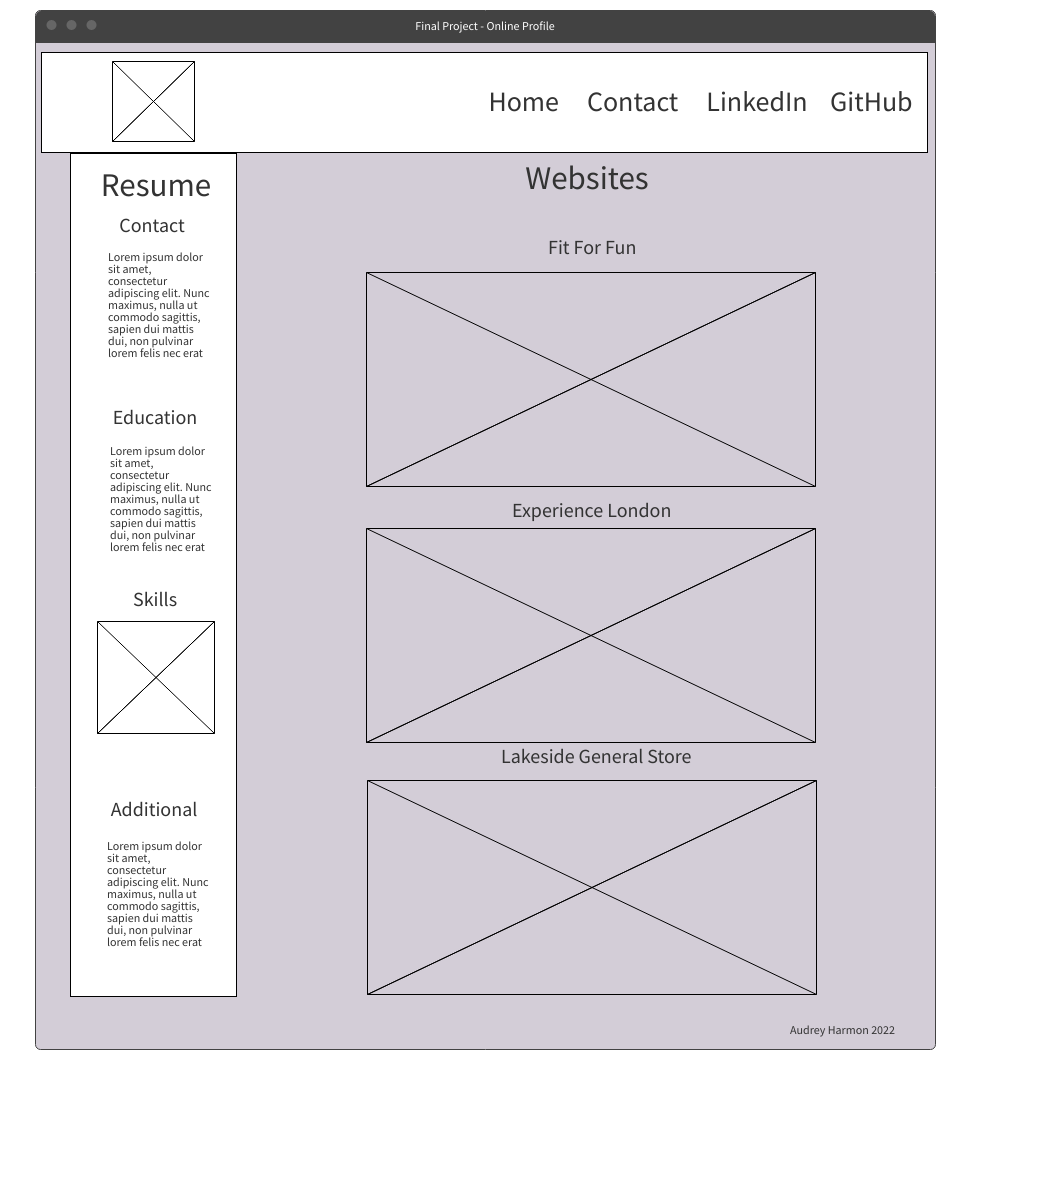 Final Project - Online Profile
Home Contact LinkedIn GitHub
Resume
Contact
Lorem ipsum dolor
sit amet,
consectetur
adipiscing elit. Nunc
maximus, nulla ut
commodo sagittis,
sapien dui mattis
dui, non pulvinar
lorem felis nec erat
Education
Lorem ipsum dolor
sit amet,
consectetur
adipiscing elit. Nunc
maximus, nulla ut
commodo sagittis,
sapien dui mattis
dui, non pulvinar
lorem felis nec erat
Skills
Additional
Lorem ipsum dolor
sit amet,
consectetur
adipiscing elit. Nunc
maximus, nulla ut
commodo sagittis,
sapien dui mattis
dui, non pulvinar
lorem felis nec erat
Websites
Fit For Fun
Experience London
Lakeside General Store
Audrey Harmon 2022